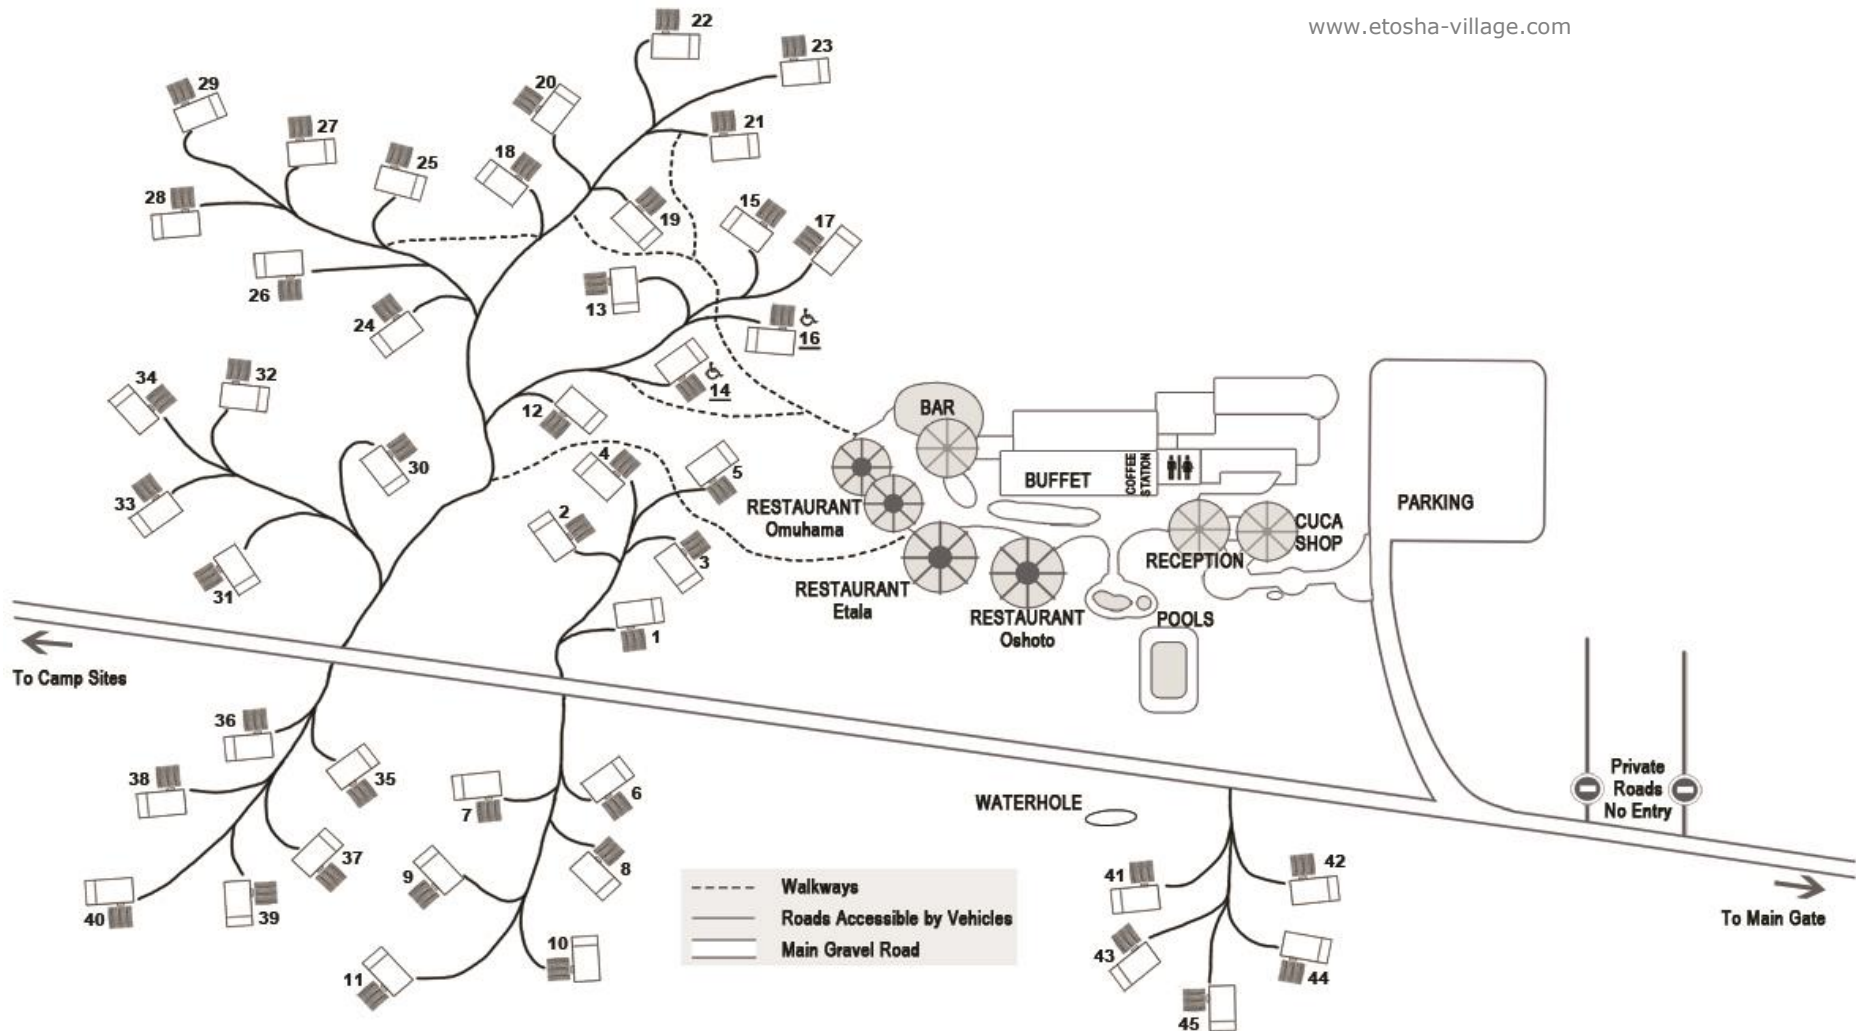 www.etosha-village.com
22
23
29
20
27
21
18
25
28
15
17
19
26
13
24
16
14
34
32
12
BAR
4
5
30
33
2
BUFFET
COFFEE
STATION
RESTAURANT
Omuhama
PARKING
CUCA
SHOP
RECEPTION
3
31
RESTAURANT
Etala
RESTAURANT
Oshoto
POOLS
1
To Camp Sites
36
38
35
7
6
WATERHOLE
Private
Roads
No Entry
37
9
8
41
42
40
39
Walkways
Roads Accessible by Vehicles
Main Gravel Road
To Main Gate
10
11
43
44
45